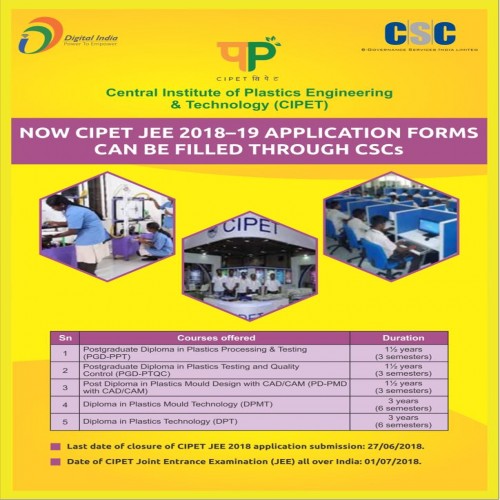 Digital India
Power To Empower
CSC
E-GOVERNANCE SERVICES INDIA LIMITED
CIPET सिपेट
Central Institute of Plastics Engineering
& Technology (CIPET)
NOW CIPET JEE 2018–19 APPLICATION FORMS
CAN BE FILLED THROUGH CSCs
CIPET
Sn Courses offered Duration
1 Postgraduate Diploma in Plastics Processing & Testing (PGD-PPT) 1½ years (3 semesters)
2 Postgraduate Diploma in Plastics Testing and Quality Control (PGD-PTQC) 1½ years (3 semesters)
3 Post Diploma in Plastics Mould Design with CAD/CAM (PD-PMD with CAD/CAM) 1½ years (3 semesters)
4 Diploma in Plastics Mould Technology (DPMT) 3 years (6 semesters)
5 Diploma in Plastics Technology (DPT) 3 years (6 semesters)
Last date of closure of CIPET JEE 2018 application submission: 27/06/2018.
Date of CIPET Joint Entrance Examination (JEE) all over India: 01/07/2018.